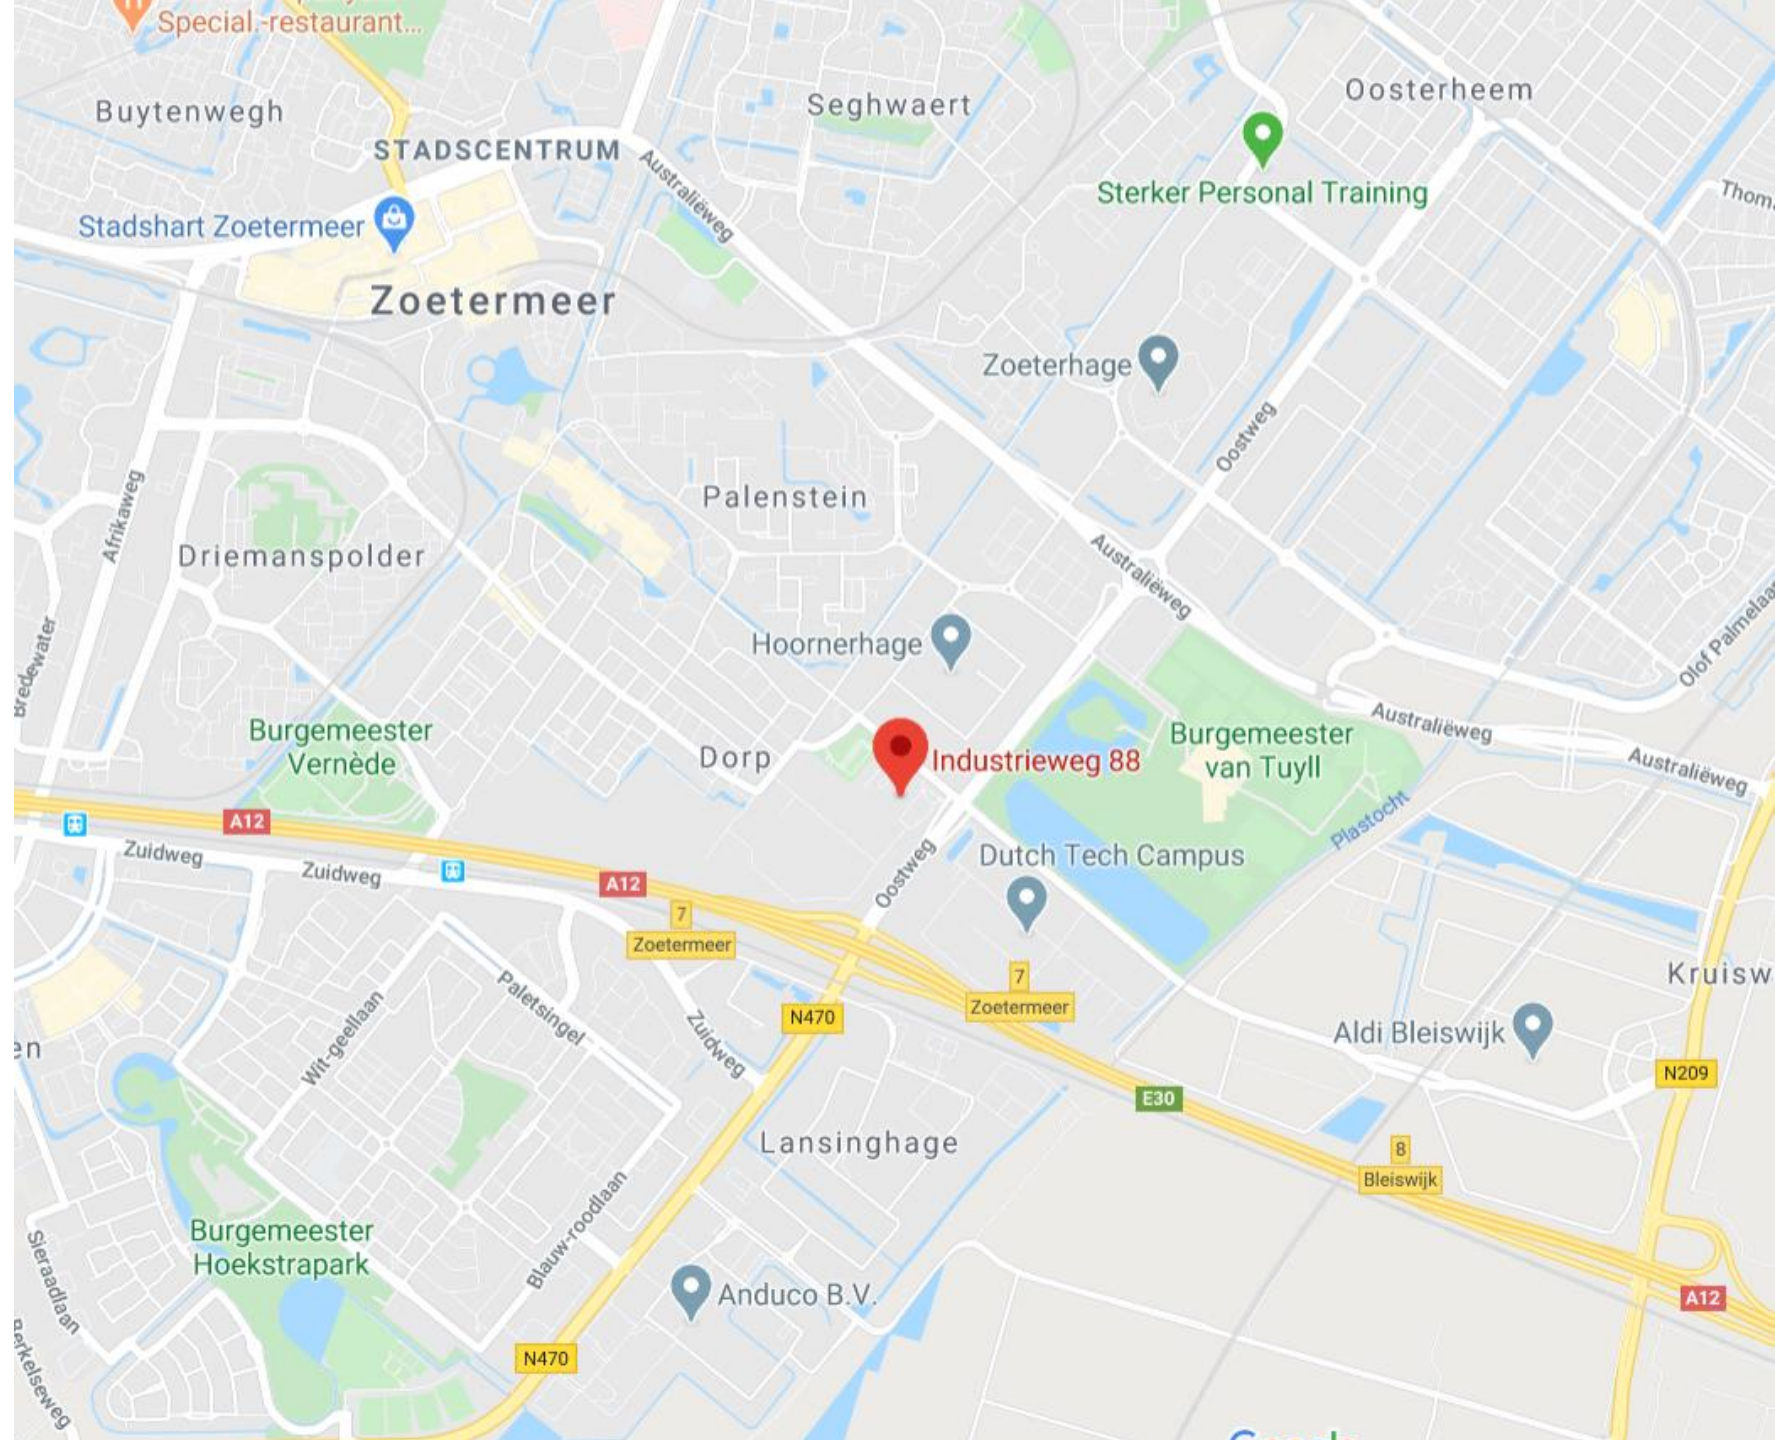 Special.-restaurant...
Buytenwegh
Seghwaert
Oosterheem
STADSCENTRUM
Australiëweg
Sterker Personal Training
Stadshart Zoetermeer
Zoetermeer
Zoeterhage
Oostweg
Palenstein
Afrikaweg
Driemanspolder
Australiëweg
Olof Palmelaa
Bredewater
Hoornerhage
Burgemeester
Vernède
Dorp
Industrieweg 88
Burgemeester
van Tuyll
Australiëweg
Australiëweg
Plastocht
A12
Zuidweg
Zuidweg
A12
Oostweg
Dutch Tech Campus
7
Zoetermeer
7
Zoetermeer
Kruisw
Paletsingel
Wit-geellaan
Zuidweg
N470
Aldi Bleiswijk
en
N209
E30
Lansinghage
8
Bleiswijk
Blauw-roodlaan
Burgemeester
Hoekstrapark
Sieraadlaan
Anduco B.V.
A12
N470
Berkelseweg